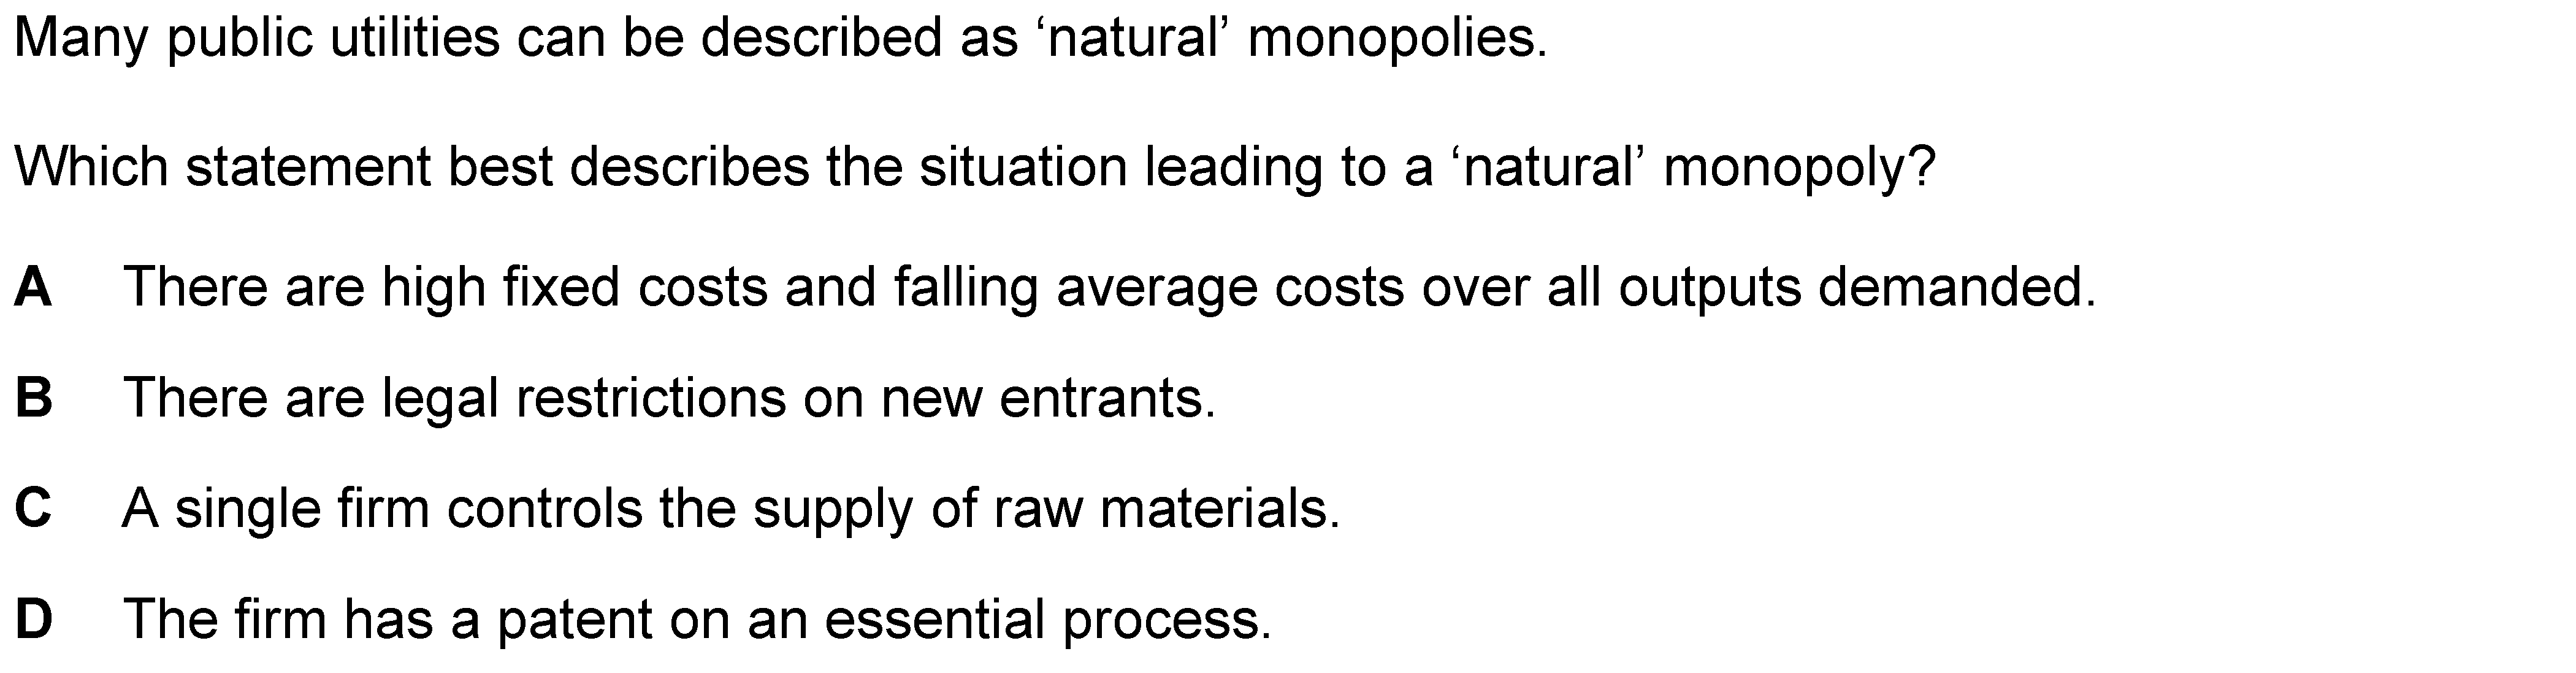 Many public utilities can be described as ‘natural’ monopolies.
Which statement best describes the situation leading to a ‘natural’ monopoly?
A There are high fixed costs and falling average costs over all outputs demanded.
B There are legal restrictions on new entrants.
C A single firm controls the supply of raw materials.
D The firm has a patent on an essential process.